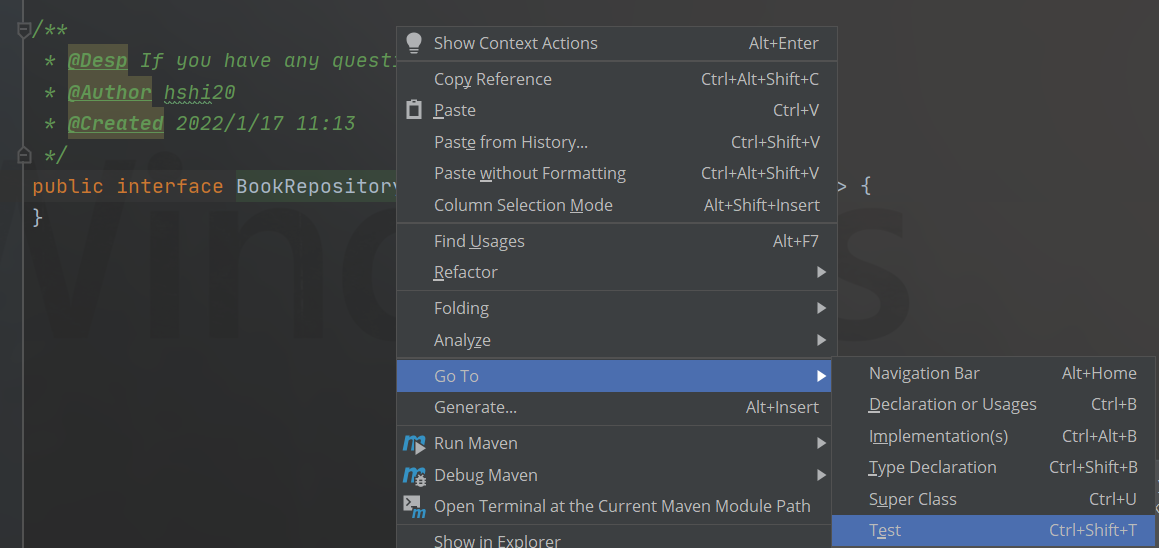 /**
* @Desp If you have any questi
* @Author hshi20
* @Created 2022/1/17 11:13
*/
public interface BookRepository > {
}
Show Context Actions Alt+Enter
Copy Reference Ctrl+Alt+Shift+C
Paste Ctrl+V
Paste from History... Ctrl+Shift+V
Paste without Formatting Ctrl+Alt+Shift+V
Column Selection Mode Alt+Shift+Insert
Find Usages Alt+F7
Refactor
Folding
Analyze
Go To
Generate... Alt+Insert
Run Maven
Debug Maven
Open Terminal at the Current Maven Module Path
Show in Explorer
Navigation Bar Alt+Home
Declaration or Usages Ctrl+B
Implementation(s) Ctrl+Alt+B
Type Declaration Ctrl+Shift+B
Super Class Ctrl+U
Test Ctrl+Shift+T